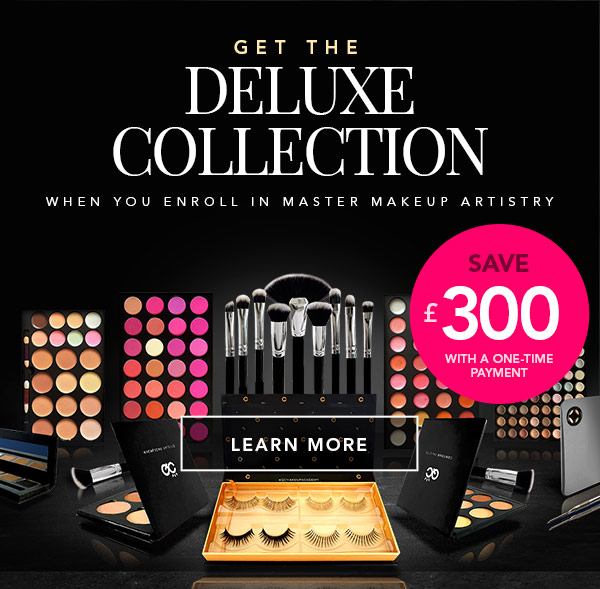 GET THE
DELUXE
COLLECTION
WHEN YOU ENROLL IN MASTER MAKEUP ARTISTRY
SAVE
£300
WITH A ONE-TIME
PAYMENT
LEARN MORE